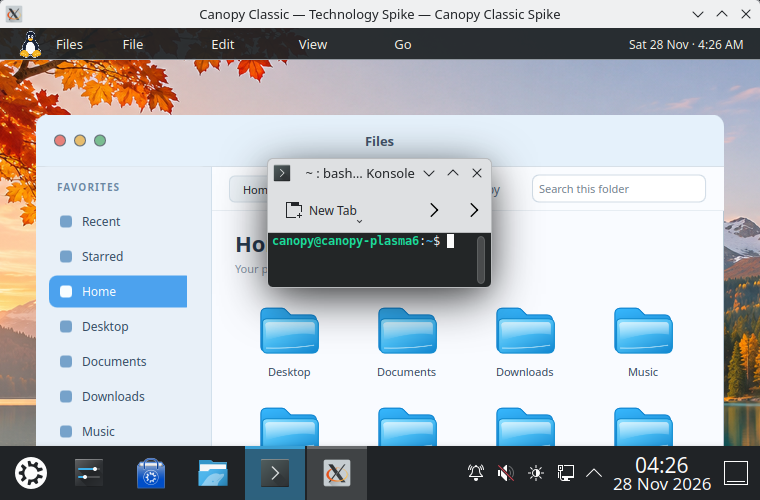 Canopy Classic — Technology Spike — Canopy Classic Spike
Files File Edit View Go Sat 28 Nov · 4:26 AM
Files
FAVORITES
Recent
Starred
Home
Desktop
Documents
Downloads
Music
Search this folder
~ : bash... Konsole
New Tab
canopy@canopy-plasma6:~$
Desktop Documents Downloads Music
04:26
28 Nov 2026